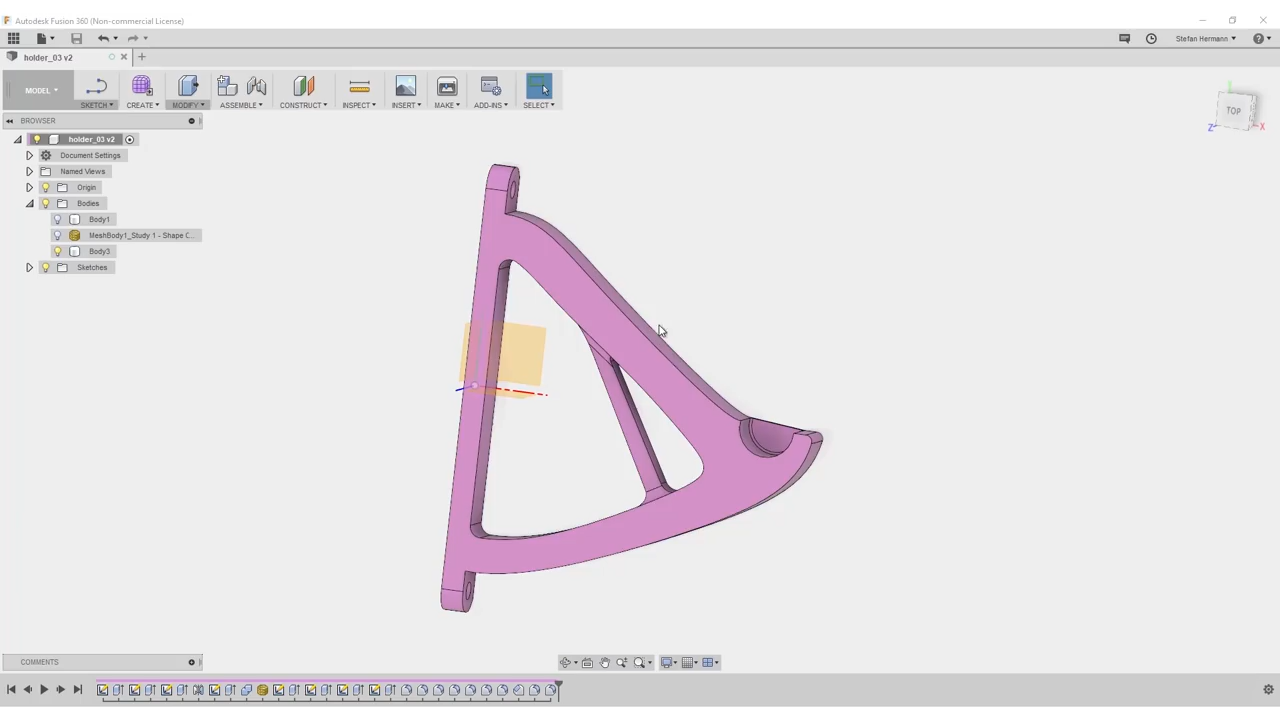 Autodesk Fusion 360 (Non-commercial License)
Stefan Hermann
holder_03 v2
MODEL
SKETCH
CREATE
MODIFY
ASSEMBLE
CONSTRUCT
INSPECT
INSERT
MAKE
ADD-INS
SELECT
BROWSER
holder_03 v2
Document Settings
Named Views
Origin
Bodies
Body1
MeshBody1_Study 1 - Shape O...
Body3
Sketches
TOP
Z
X
COMMENTS